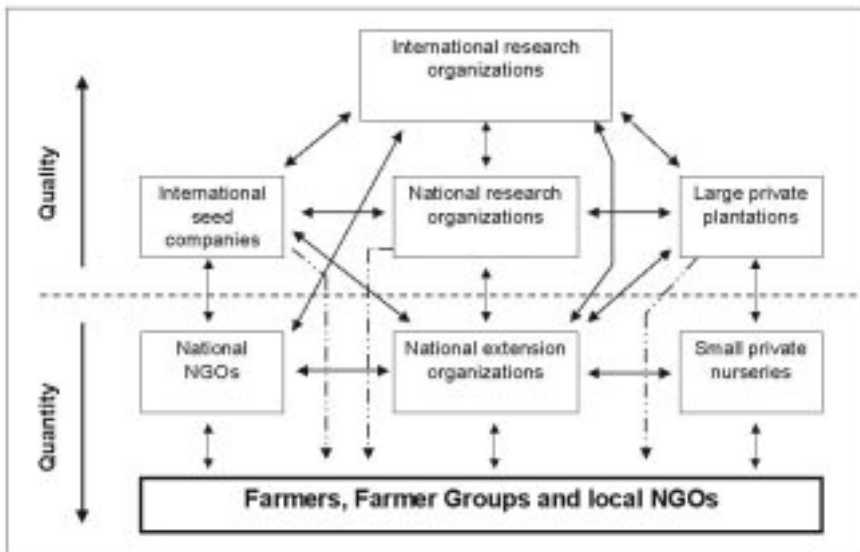 International research
organizations
Quality
International
seed
companies
National research
organizations
Large private
plantations
Quantity
National
NGOs
National extension
organizations
Small private
nurseries
Farmers, Farmer Groups and local NGOs